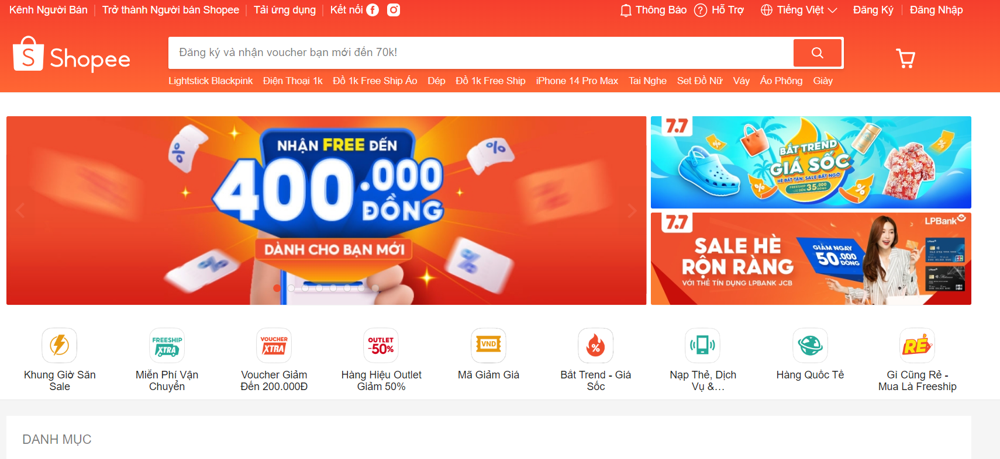 Kênh Người Bán
Trở thành Người bán Shopee
Tải ứng dụng
Kết nối
Thông Báo
Hỗ Trợ
Tiếng Việt
Đăng Ký
Đăng Nhập
Shopee
Đăng ký và nhận voucher bạn mới đến 70k!
Lightstick Blackpink
Điện Thoại 1k
Đồ 1k Free Ship Áo
Dép
Đồ 1k Free Ship
iPhone 14 Pro Max
Tai Nghe
Set Đồ Nữ
Váy
Áo Phông
Giày
NHẬN FREE ĐẾN
400.000
ĐỒNG
DÀNH CHO BẠN MỚI
7.7
BẮT TREND
GIÁ SỐC
HÈ BẤT TẬN, SALE BẤT NGỜ
FREESHIP ĐẾN 35.000 ĐỒNG
7.7
LPBank
SALE HÈ
RỘN RÀNG
VỚI THẺ TÍN DỤNG LPBANK JCB
GIẢM NGAY
50.000
ĐỒNG
FREESHIP
XTRA
VOUCHER
XTRA
OUTLET
-50%
VND
%
RẺ
Khung Giờ Săn
Sale
Miễn Phí Vận
Chuyển
Voucher Giảm
Đến 200.000Đ
Hàng Hiệu Outlet
Giảm 50%
Mã Giảm Giá
Bắt Trend - Giá
Sốc
Nạp Thẻ, Dịch
Vụ &...
Hàng Quốc Tế
Gì Cũng Rẻ -
Mua Là Freeship
DANH MỤC